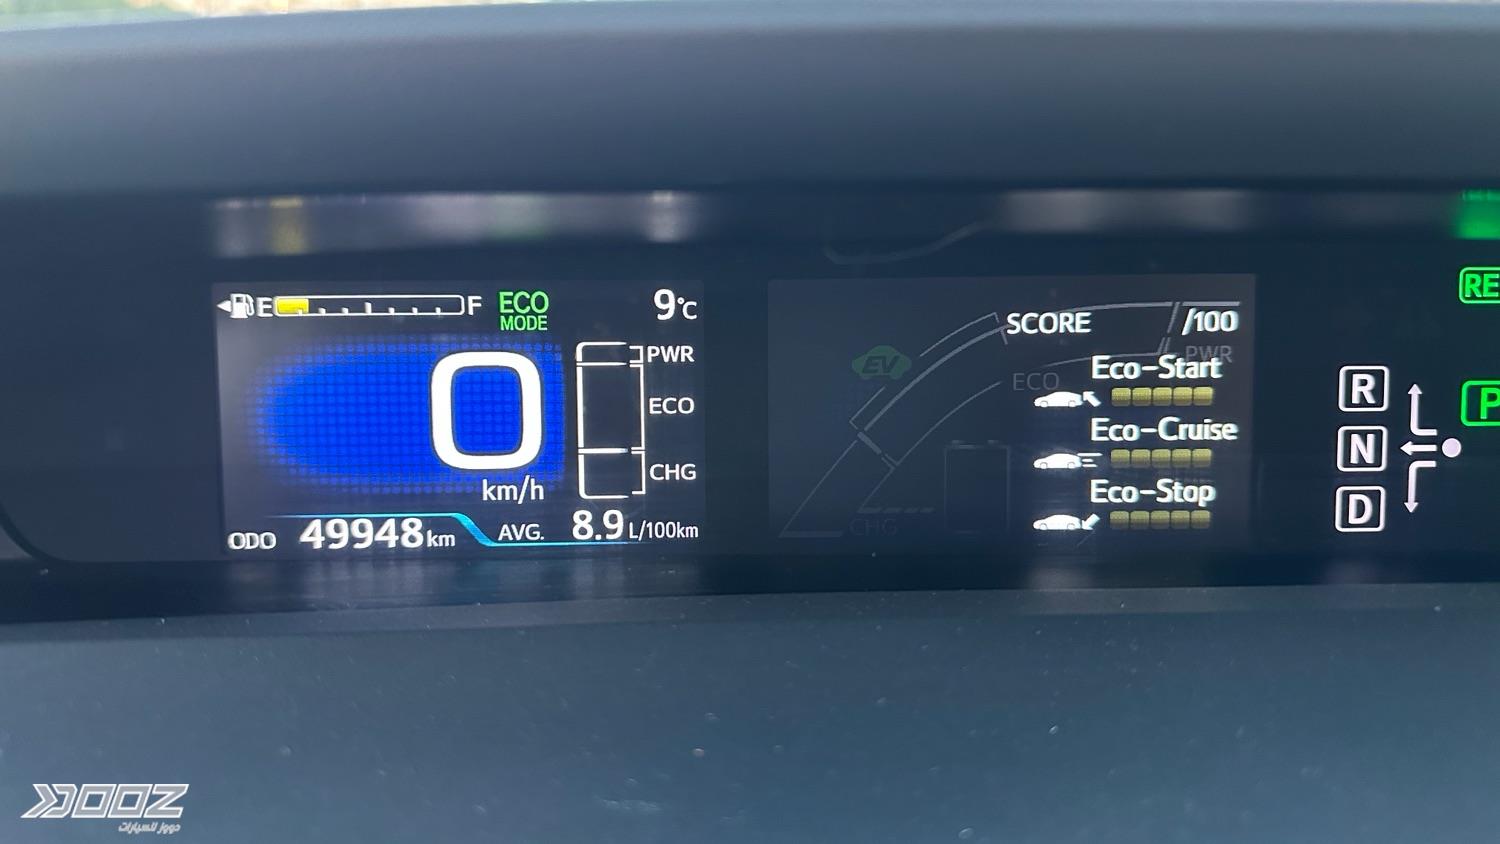 E F ECO MODE 9°C
0
km/h
PWR
ECO
CHG
ODO 49948 km AVG. 8.9 L/100km
EV
ECO
PWR
CHG
SCORE /100
Eco-Start
Eco-Cruise
Eco-Stop
R
N
D
RE
P
DOOZ
دووز للسيارات